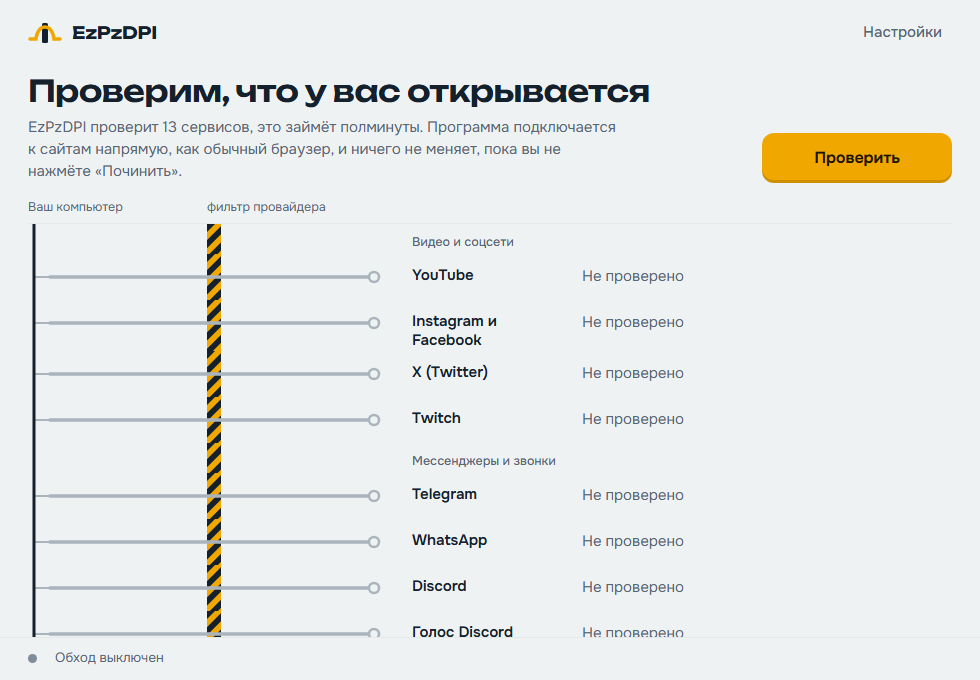 EzPzDPI
Настройки
Проверим, что у вас открывается
EzPzDPI проверит 13 сервисов, это займёт полминуты. Программа подключается
к сайтам напрямую, как обычный браузер, и ничего не меняет, пока вы не
нажмёте «Починить».
Проверить
Ваш компьютер
фильтр провайдера
Видео и соцсети
YouTube
Не проверено
Instagram и
Facebook
Не проверено
X (Twitter)
Не проверено
Twitch
Не проверено
Мессенджеры и звонки
Telegram
Не проверено
WhatsApp
Не проверено
Discord
Не проверено
Голос Discord
Не проверено
Обход выключен